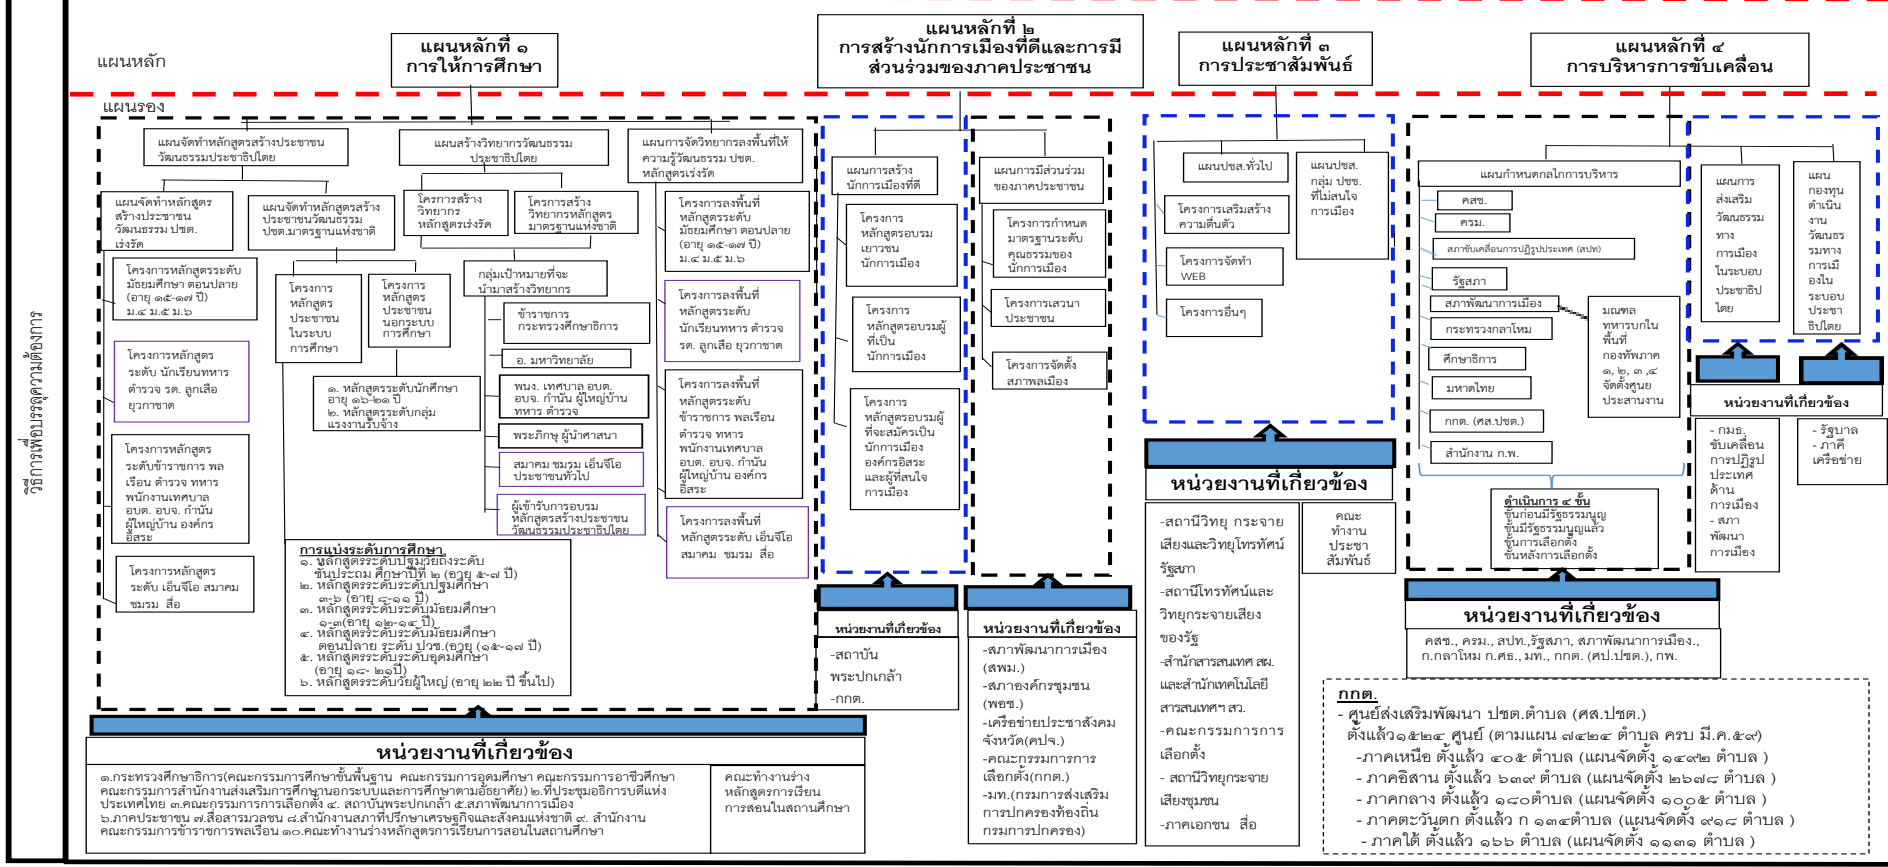 วิธีการเพื่อบรรลุความต้องการ
แผนหลัก
แผนหลักที่ ๑
การให้การศึกษา
แผนหลักที่ ๒
การสร้างนักการเมืองที่ดีและการมี
ส่วนร่วมของภาคประชาชน
แผนหลักที่ ๓
การประชาสัมพันธ์
แผนหลักที่ ๔
การบริหารการขับเคลื่อน
แผนรอง
แผนจัดทำหลักสูตรสร้างประชาชน
วัฒนธรรมประชาธิปไตย
แผนจัดทำหลักสูตร
สร้างประชาชน
วัฒนธรรม ปชต.
เร่งรัด
แผนจัดทำหลักสูตรสร้าง
ประชาชนวัฒนธรรม
ปชต.มาตรฐานแห่งชาติ
โครงการหลักสูตรระดับ
มัธยมศึกษา ตอนปลาย
(อายุ ๑๕-๑๗ ปี)
ม.๔ ม.๕ ม.๖
โครงการหลักสูตร
ระดับ นักเรียนทหาร
ตำรวจ รด. ลูกเสือ
ยุวกาชาด
โครงการหลักสูตร
ระดับข้าราชการ พล
เรือน ตำรวจ ทหาร
พนักงานเทศบาล
อบต. อบจ. กำนัน
ผู้ใหญ่บ้าน องค์กร
อิสระ
โครงการหลักสูตร
ระดับ เอ็นจีโอ สมาคม
ชมรม สื่อ
โครงการ
หลักสูตร
ประชาชน
ในระบบ
การศึกษา
โครงการ
หลักสูตร
ประชาชน
นอกระบบ
การศึกษา
๑. หลักสูตรระดับนักศึกษา
อายุ ๑๖-๒๑ ปี
๒. หลักสูตรระดับกลุ่ม
แรงงานรับจ้าง
การแบ่งระดับการศึกษา
๑. หลักสูตรระดับปฐมวัยถึงระดับ
ชั้นประถม ศึกษาปีที่ ๒ (อายุ ๕-๗ ปี)
๒. หลักสูตรระดับระดับปฐมศึกษา
๓-๖ (อายุ ๘-๑๑ ปี)
๓. หลักสูตรระดับระดับมัธยมศึกษา
๑-๓(อายุ ๑๒-๑๔ ปี)
๔. หลักสูตรระดับระดับมัธยมศึกษา
ตอนปลาย ระดับ ปวช.(อายุ (๑๕-๑๗ ปี)
๕. หลักสูตรระดับระดับอุดมศึกษา
(อายุ ๑๘- ๒๑ปี)
๖. หลักสูตรระดับวัยผู้ใหญ่ (อายุ ๒๒ ปี ขึ้นไป)
แผนสร้างวิทยากรวัฒนธรรม
ประชาธิปไตย
โครการสร้าง
วิทยากร
หลักสูตรเร่งรัด
โครการสร้าง
วิทยากรหลักสูตร
มาตรฐานแห่งชาติ
กลุ่มเป้าหมายที่จะ
นำมาสร้างวิทยากร
ข้าราชการ
กระทรวงศึกษาธิการ
อ. มหาวิทยาลัย
พนง. เทศบาล อบต.
อบจ. กำนัน ผู้ใหญ่บ้าน
ทหาร ตำรวจ
พระภิกษุ ผู้นำศาสนา
สมาคม ชมรม เอ็นจีโอ
ประชาชนทั่วไป
ผู้เข้ารับการอบรม
หลักสูตรสร้างประชาชน
วัฒนธรรมประชาธิปไตย
แผนการจัดวิทยากรลงพื้นที่ให้
ความรู้วัฒนธรรม ปชต.
หลักสูตรเร่งรัด
โครงการลงพื้นที่
หลักสูตรระดับ
มัธยมศึกษา ตอนปลาย
(อายุ ๑๕-๑๗ ปี)
ม.๔ ม.๕ ม.๖
โครงการลงพื้นที่
หลักสูตรระดับ
นักเรียนทหาร ตำรวจ
รด. ลูกเสือ ยุวกาชาด
โครงการลงพื้นที่
หลักสูตรระดับ
ข้าราชการ พลเรือน
ตำรวจ ทหาร
พนักงานเทศบาล
อบต. อบจ. กำนัน
ผู้ใหญ่บ้าน องค์กร
อิสระ
โครงการลงพื้นที่
หลักสูตรระดับ เอ็นจีโอ
สมาคม ชมรม สื่อ
หน่วยงานที่เกี่ยวข้อง
๑.กระทรวงศึกษาธิการ(คณะกรรมการศึกษาขั้นพื้นฐาน คณะกรรมการอุดมศึกษา คณะกรรมการอาชีวศึกษา
คณะกรรมการสำนักงานส่งเสริมการศึกษานอกระบบและการศึกษาตามอัธยาศัย) ๒.ที่ประชุมอธิการบดีแห่ง
ประเทศไทย ๓.คณะกรรมการการเลือกตั้ง ๔. สถาบันพระปกเกล้า ๕.สภาพัฒนาการเมือง
๖.ภาคประชาชน ๗.สื่อสารมวลชน ๘.สำนักงานสภาที่ปรึกษาเศรษฐกิจและสังคมแห่งชาติ ๙. สำนักงาน
คณะกรรมการข้าราชการพลเรือน ๑๐.คณะทำงานร่างหลักสูตรการเรียนการสอนในสถานศึกษา
คณะทำงานร่าง
หลักสูตรการเรียน
การสอนในสถานศึกษา
แผนการสร้าง
นักการเมืองที่ดี
โครงการ
หลักสูตรอบรม
เยาวชน
นักการเมือง
โครงการ
หลักสูตรอบรมผู้
ที่เป็น
นักการเมือง
โครงการ
หลักสูตรอบรมผู้
ที่จะสมัครเป็น
นักการเมือง
องค์กรอิสระ
และผู้ที่สนใจ
การเมือง
หน่วยงานที่เกี่ยวข้อง
-สถาบัน
พระปกเกล้า
-กกต.
แผนการมีส่วนร่วม
ของภาคประชาชน
โครงการกำหนด
มาตรฐานระดับ
คุณธรรมของ
นักการเมือง
โครงการเสวนา
ประชาชน
โครงการจัดตั้ง
สภาพลเมือง
หน่วยงานที่เกี่ยวข้อง
-สภาพัฒนาการเมือง
(สพม.)
-สภาองค์กรชุมชน
(พอช.)
-เครือข่ายประชาสังคม
จังหวัด(คปจ.)
-คณะกรรมการการ
เลือกตั้ง(กกต.)
-มท.(กรมการส่งเสริม
การปกครองท้องถิ่น
กรมการปกครอง)
แผนปชส.ทั่วไป
โครงการเสริมสร้าง
ความตื่นตัว
โครงการจัดทำ
WEB
โครงการอื่นๆ
แผนปชส.
กลุ่ม ปชช.
ที่ไม่สนใจ
การเมือง
หน่วยงานที่เกี่ยวข้อง
-สถานีวิทยุ กระจาย
เสียงและวิทยุโทรทัศน์
รัฐสภา
-สถานีโทรทัศน์และ
วิทยุกระจายเสียง
ของรัฐ
-สำนักสารสนเทศ สผ.
และสำนักเทคโนโลยี
สารสนเทศฯ สว.
-คณะกรรมการการ
เลือกตั้ง
- สถานีวิทยุกระจาย
เสียงชุมชน
-ภาคเอกชน สื่อ
คณะ
ทำงาน
ประชา
สัมพันธ์
แผนกำหนดกลไกการบริหาร
คสช.
ครม.
สภาขับเคลื่อนการปฏิรูปประเทศ (สปท)
รัฐสภา
สภาพัฒนาการเมือง
กระทรวงกลาโหม
ศึกษาธิการ
มหาดไทย
กกต. (ศส.ปชต.)
สำนักงาน ก.พ.
มณฑล
ทหารบกใน
พื้นที่
กองทัพภาค
๑, ๒, ๓ ,๔
จัดตั้งศูนย
ประสานงาน
ดำเนินการ ๔ ขั้น
ขั้นก่อนมีรัฐธรรมนูญ
ขั้นมีรัฐธรรมนูญแล้ว
ขั้นการเลือกตั้ง
ขั้นหลังการเลือกตั้ง
หน่วยงานที่เกี่ยวข้อง
คสช., ครม., สปท.,รัฐสภา, สภาพัฒนาการเมือง.,
ก.กลาโหม ก.ศธ., มท., กกต. (ศป.ปชต.), กพ.
แผนการ
ส่งเสริม
วัฒนธรรม
ทาง
การเมือง
ในระบอบ
ประชาธิป
ไตย
แผน
กองทุน
ดำเนิน
งาน
วัฒนธร
รมทาง
การเมื
องใน
ระบอบ
ประชา
ธิปไตย
หน่วยงานที่เกี่ยวข้อง
- กมธ.
ขับเคลื่อน
การปฏิรูป
ประเทศ
ด้าน
การเมือง
- สภา
พัฒนา
การเมือง
- รัฐบาล
- ภาคี
เครือข่าย
กกต.
- ศูนย์ส่งเสริมพัฒนา ปชต.ตำบล (ศส.ปชต.)
ตั้งแล้ว๑๕๒๔ ศูนย์ (ตามแผน ๗๔๒๔ ตำบล ครบ มี.ค.๕๙)
-ภาคเหนือ ตั้งแล้ว ๔๐๕ ตำบล (แผนจัดตั้ง ๑๔๙๒ ตำบล )
- ภาคอิสาน ตั้งแล้ว ๖๓๙ ตำบล (แผนจัดตั้ง ๒๖๗๘ ตำบล )
- ภาคกลาง ตั้งแล้ว ๑๘๐ตำบล (แผนจัดตั้ง ๑๐๐๕ ตำบล )
- ภาคตะวันตก ตั้งแล้ว ก ๑๓๔ตำบล (แผนจัดตั้ง ๙๑๘ ตำบล )
- ภาคใต้ ตั้งแล้ว ๑๖๖ ตำบล (แผนจัดตั้ง ๑๑๓๑ ตำบล )